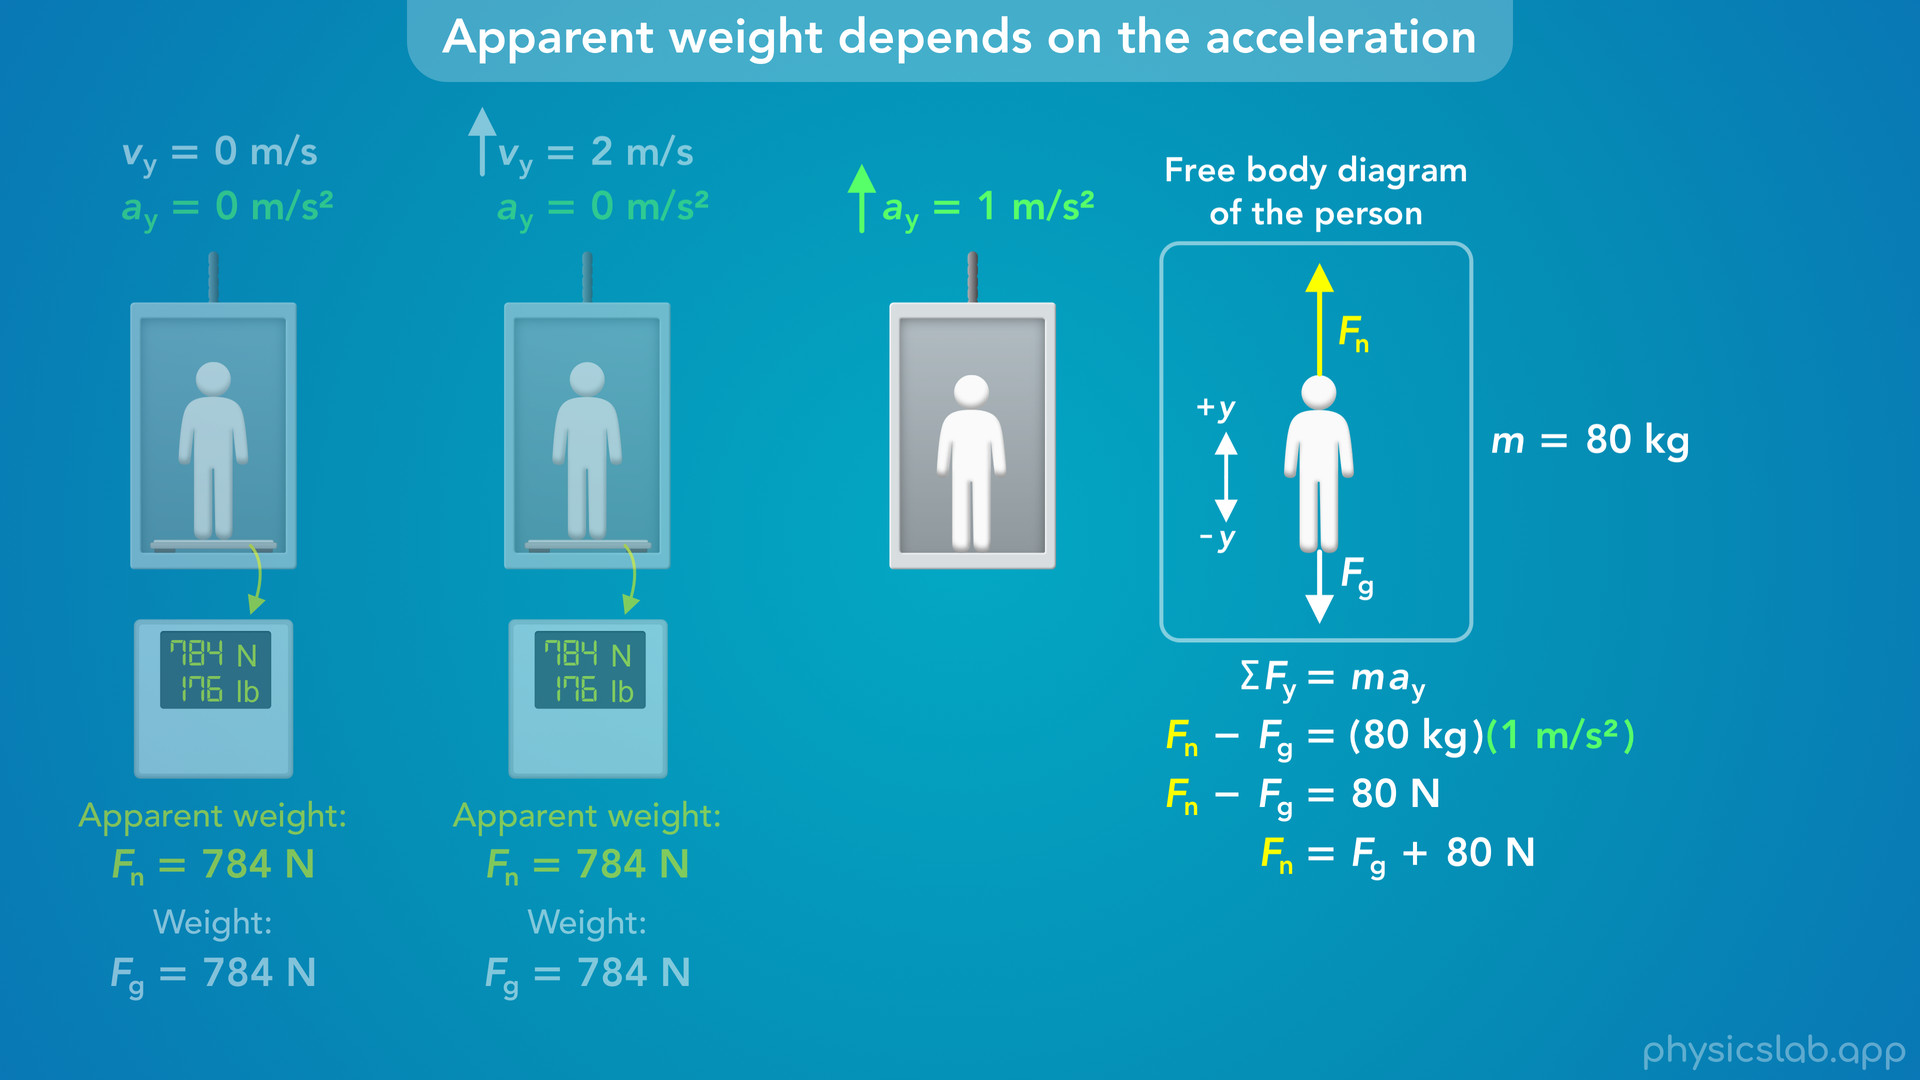 Apparent weight depends on the acceleration
vy = 0 m/s
ay = 0 m/s²
vy = 2 m/s
ay = 0 m/s²
ay = 1 m/s²
Free body diagram
of the person
Fn
+y
-y
Fg
m = 80 kg
784 N
176 lb
784 N
176 lb
Apparent weight:
Fn = 784 N
Weight:
Fg = 784 N
Apparent weight:
Fn = 784 N
Weight:
Fg = 784 N
ΣFy = may
Fn − Fg = (80 kg)(1 m/s²)
Fn − Fg = 80 N
Fn = Fg + 80 N
physicslab.app